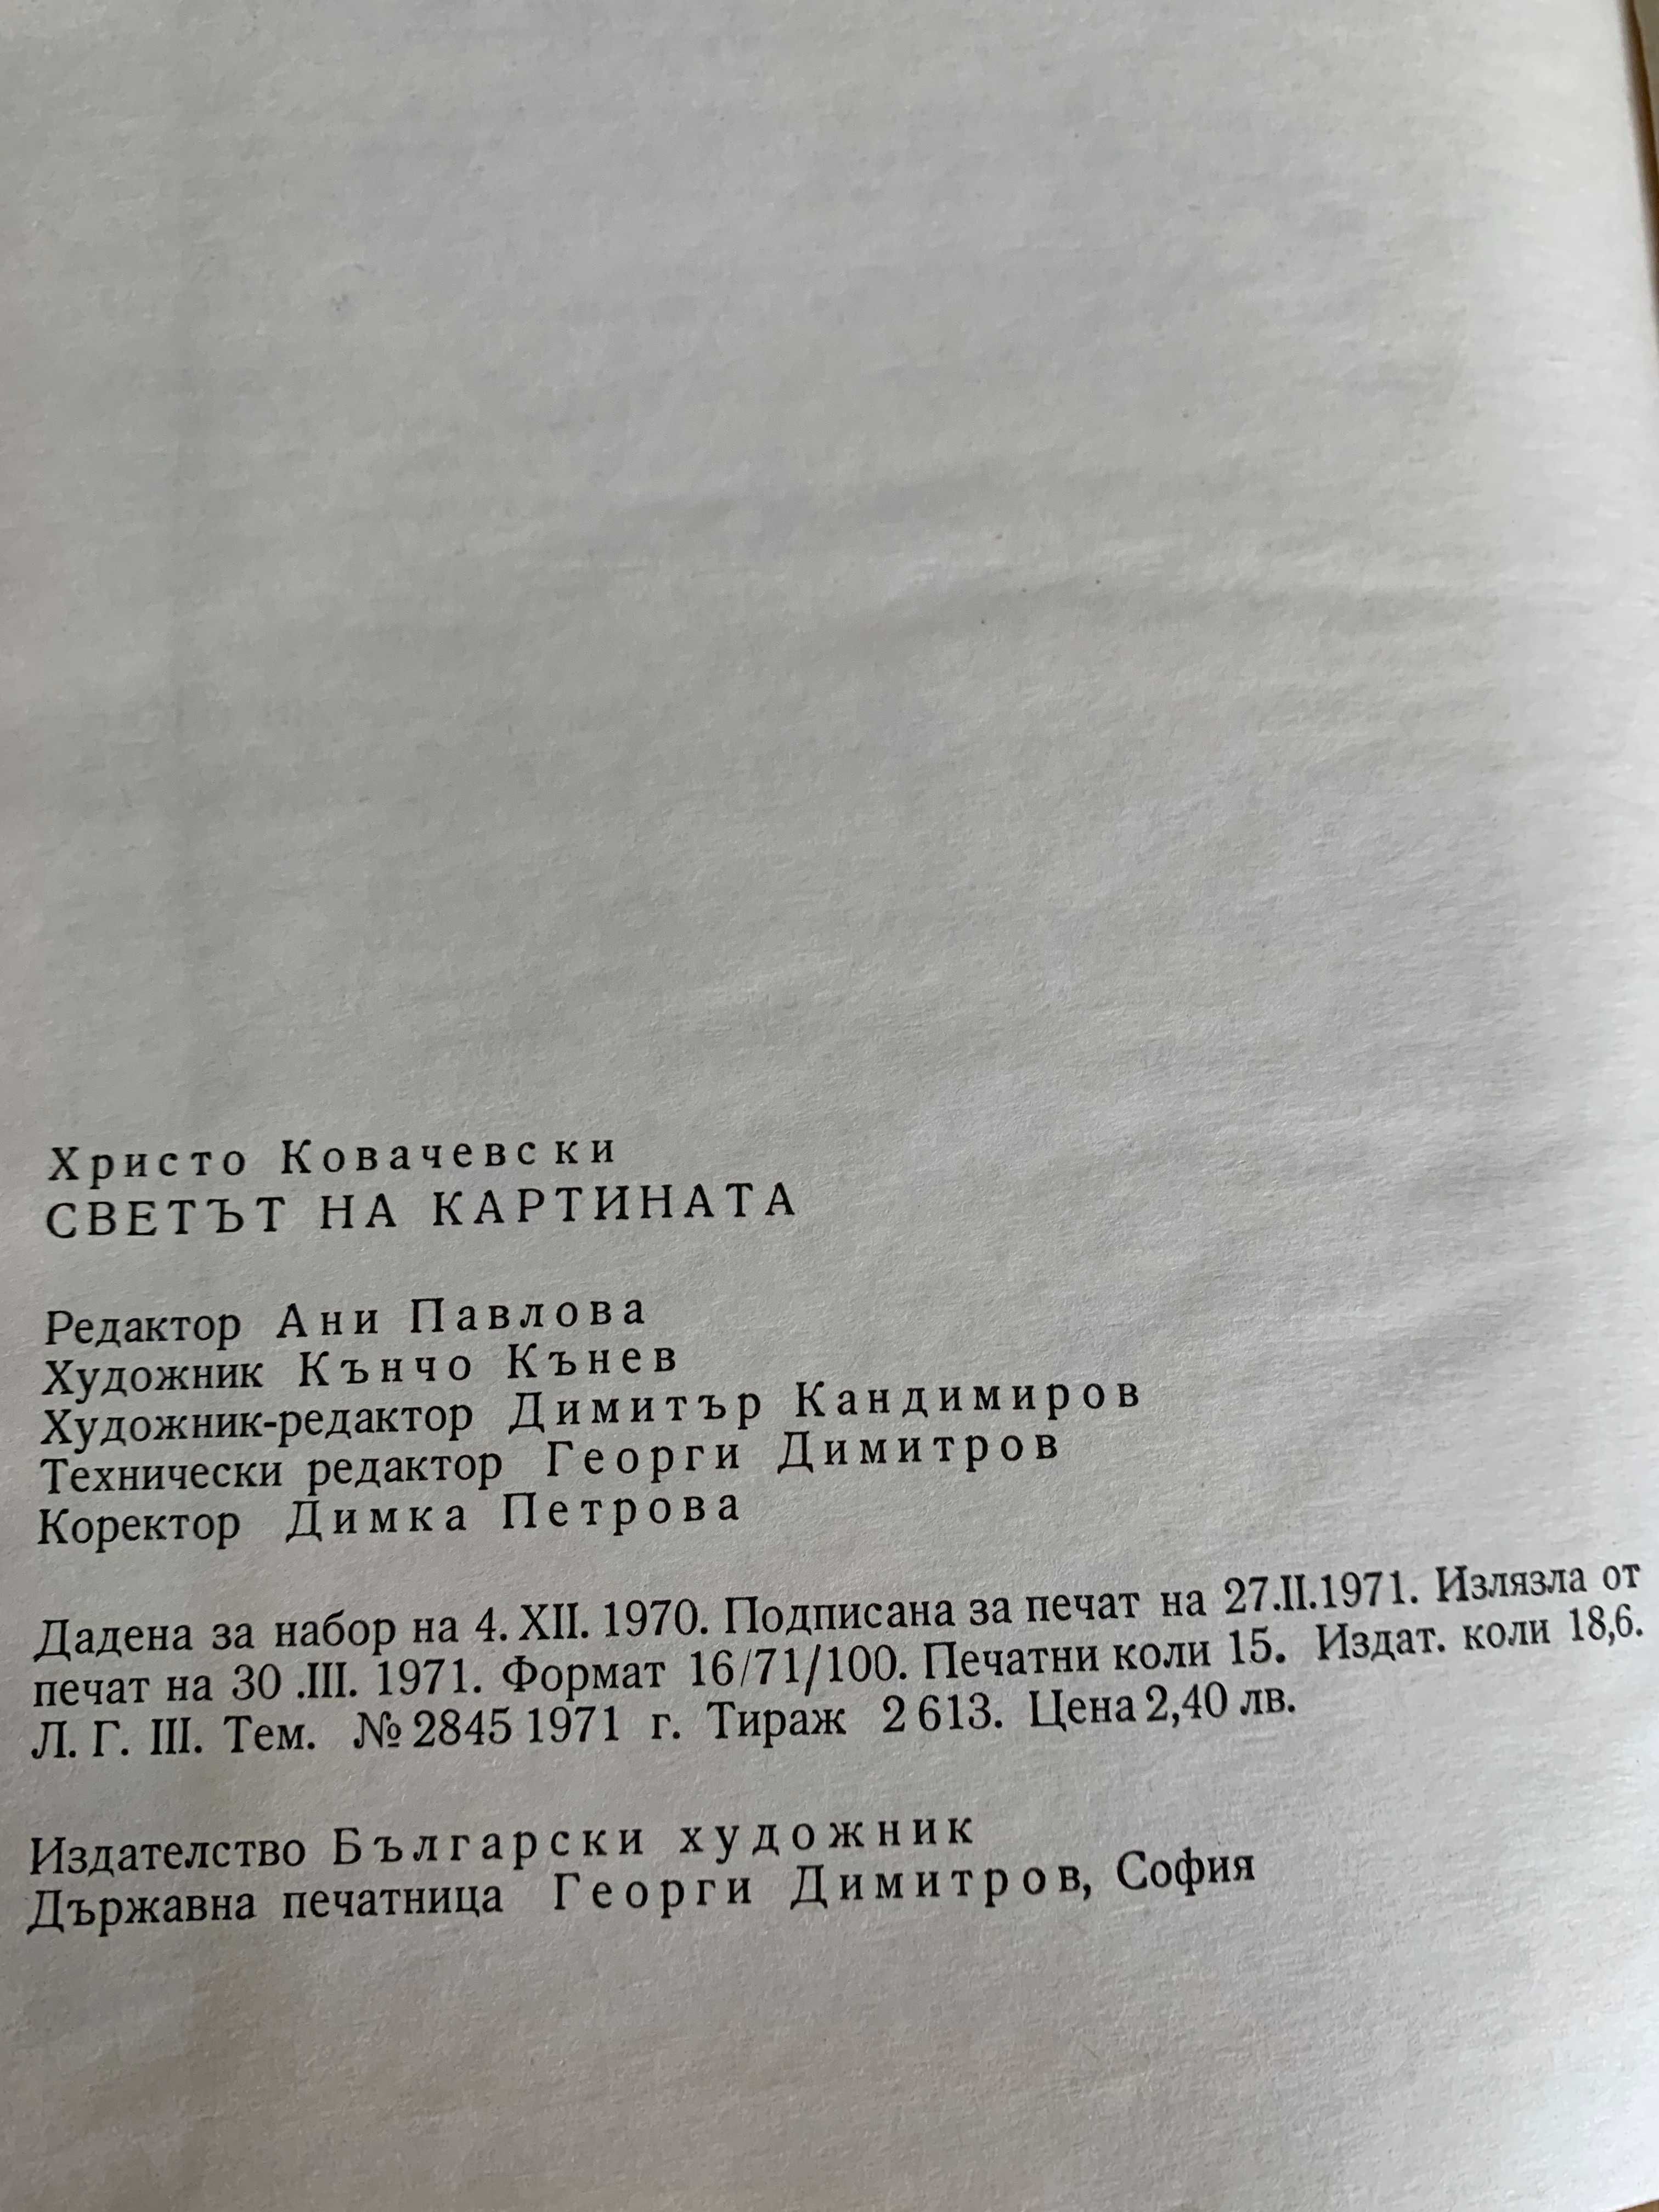 Христо Ковачевски
СВЕТЪТ НА КАРТИНАТА
Редактор Ани Павлова
Художник Кънчо Кънев
Художник-редактор Димитър Кандимиров
Технически редактор Георги Димитров
Коректор Димка Петрова
Дадена за набор на 4. XII. 1970. Подписана за печат на 27.II.1971. Излязла от
печат на 30 .III. 1971. Формат 16/71/100. Печатни коли 15. Издат. коли 18,6.
Л. Г. III. Тем. № 2845 1971 г. Тираж 2 613. Цена 2,40 лв.
Издателство Български художник
Държавна печатница Георги Димитров, София